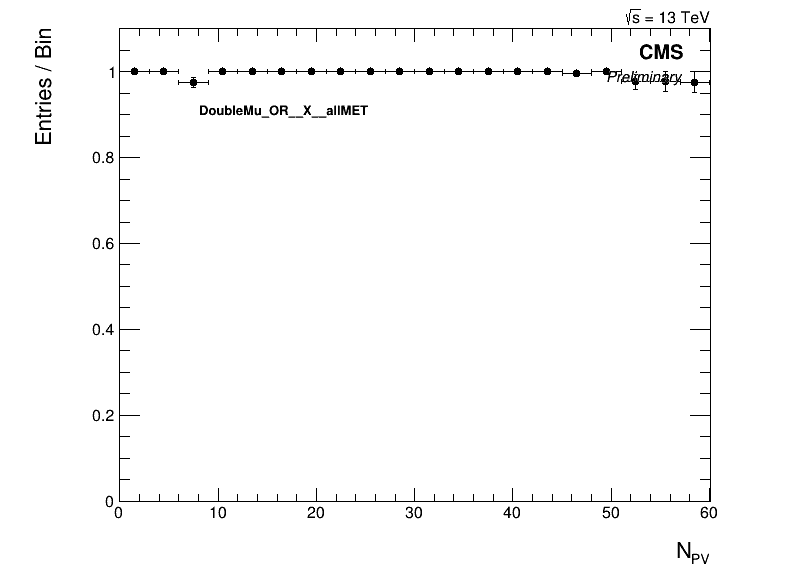 √s = 13 TeV
Entries / Bin
CMS
Preliminary
DoubleMu_OR__X__allMET
1
0.8
0.6
0.4
0.2
0
0 10 20 30 40 50 60
N_PV